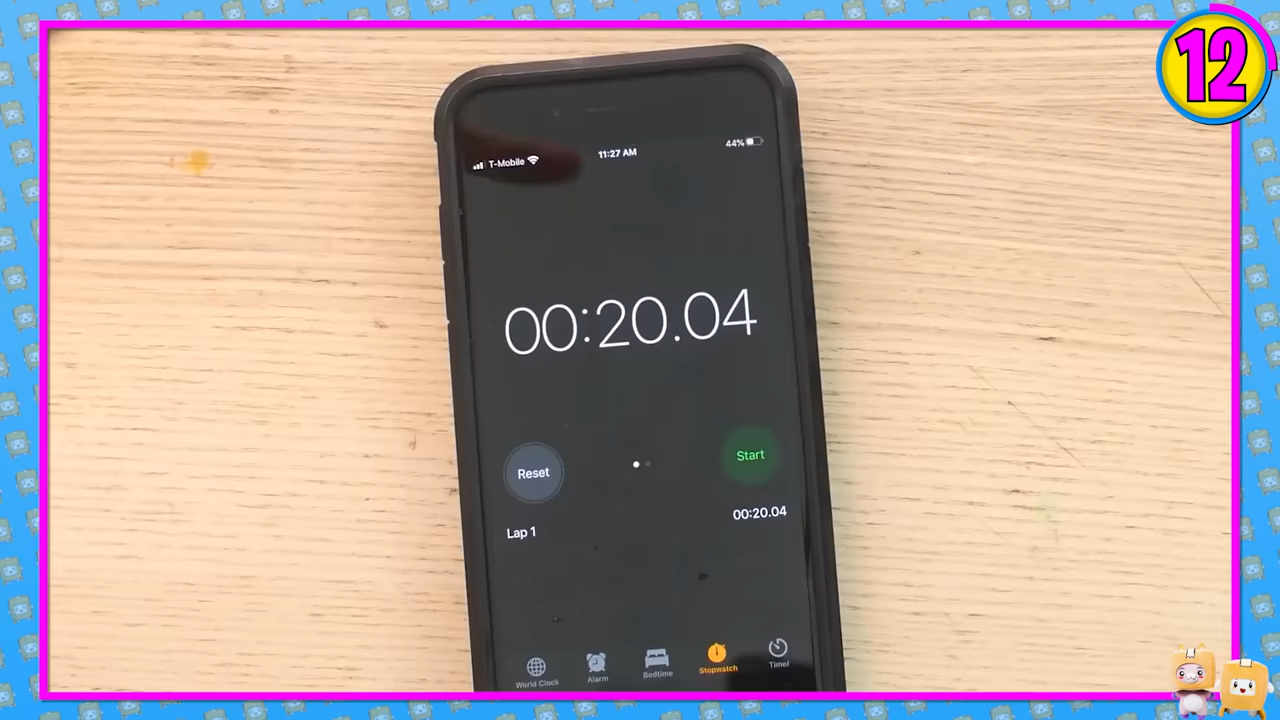 12
T-Mobile 11:27 AM 44%
00:20.04
Reset Start
Lap 1 00:20.04
World Clock Alarm Bedtime Stopwatch Timer